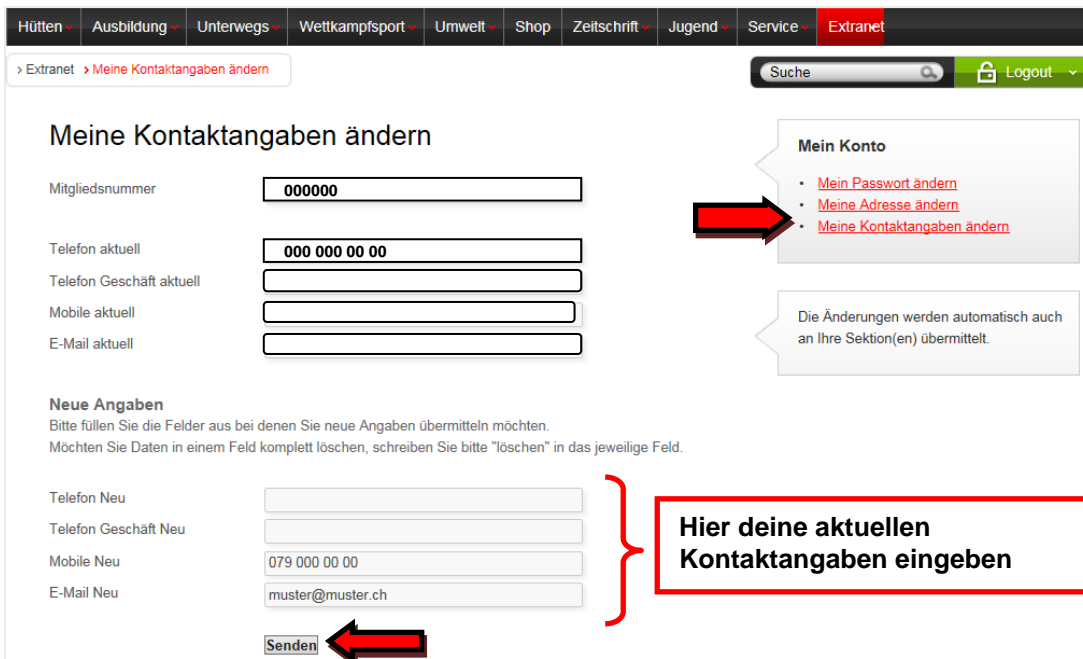 Hütten Ausbildung Unterwegs Wettkampfsport Umwelt Shop Zeitschrift Jugend Service Extranet
› Extranet › Meine Kontaktangaben ändern
Suche Logout
Meine Kontaktangaben ändern
Mitgliedsnummer 000000
Telefon aktuell 000 000 00 00
Telefon Geschäft aktuell
Mobile aktuell
E-Mail aktuell
Mein Konto
• Mein Passwort ändern
• Meine Adresse ändern
• Meine Kontaktangaben ändern
Die Änderungen werden automatisch auch
an Ihre Sektion(en) übermittelt.
Neue Angaben
Bitte füllen Sie die Felder aus bei denen Sie neue Angaben übermitteln möchten.
Möchten Sie Daten in einem Feld komplett löschen, schreiben Sie bitte "löschen" in das jeweilige Feld.
Telefon Neu
Telefon Geschäft Neu
Mobile Neu 079 000 00 00
E-Mail Neu muster@muster.ch
Hier deine aktuellen
Kontaktangaben eingeben
Senden